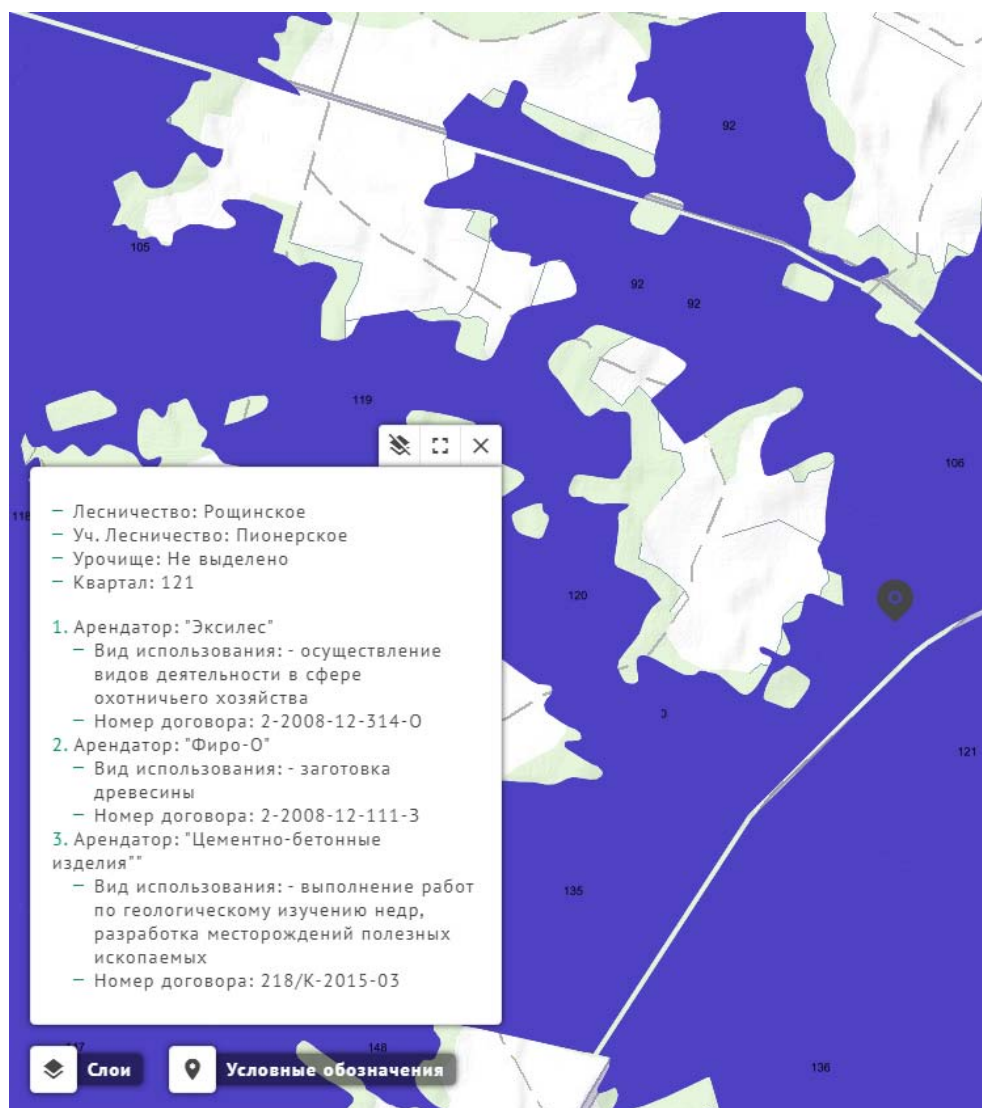 92
105
92
92
119
106
118
— Лесничество: Рощинское
— Уч. Лесничество: Пионерское
— Урочище: Не выделено
— Квартал: 121
120
1. Арендатор: "Эксилес"
— Вид использования: - осуществление
видов деятельности в сфере
охотничьего хозяйства
— Номер договора: 2-2008-12-314-О
2. Арендатор: "Фиро-О"
— Вид использования: - заготовка
древесины
— Номер договора: 2-2008-12-111-З
3. Арендатор: "Цементно-бетонные
изделия""
— Вид использования: - выполнение работ
по геологическому изучению недр,
разработка месторождений полезных
ископаемых
— Номер договора: 218/К-2015-03
121
135
148
136
Слои
Условные обозначения